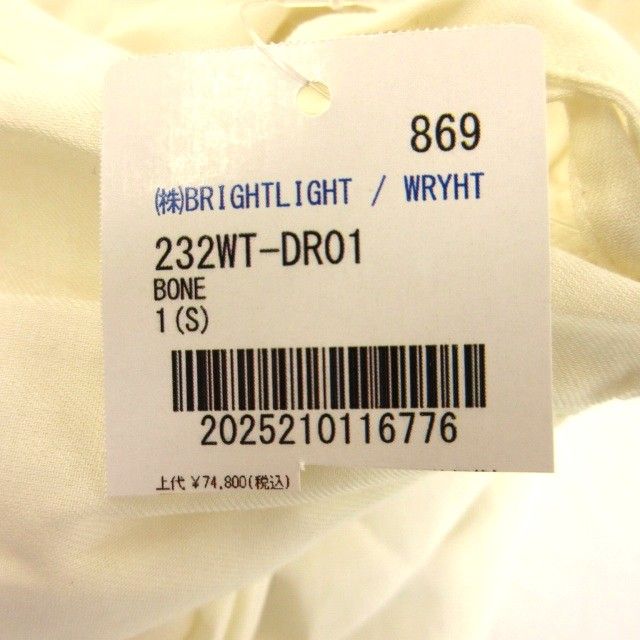 869
㈱BRIGHTLIGHT / WRYHT
232WT-DR01
BONE
1(S)
2025210116776
上代 ¥74,800(税込)